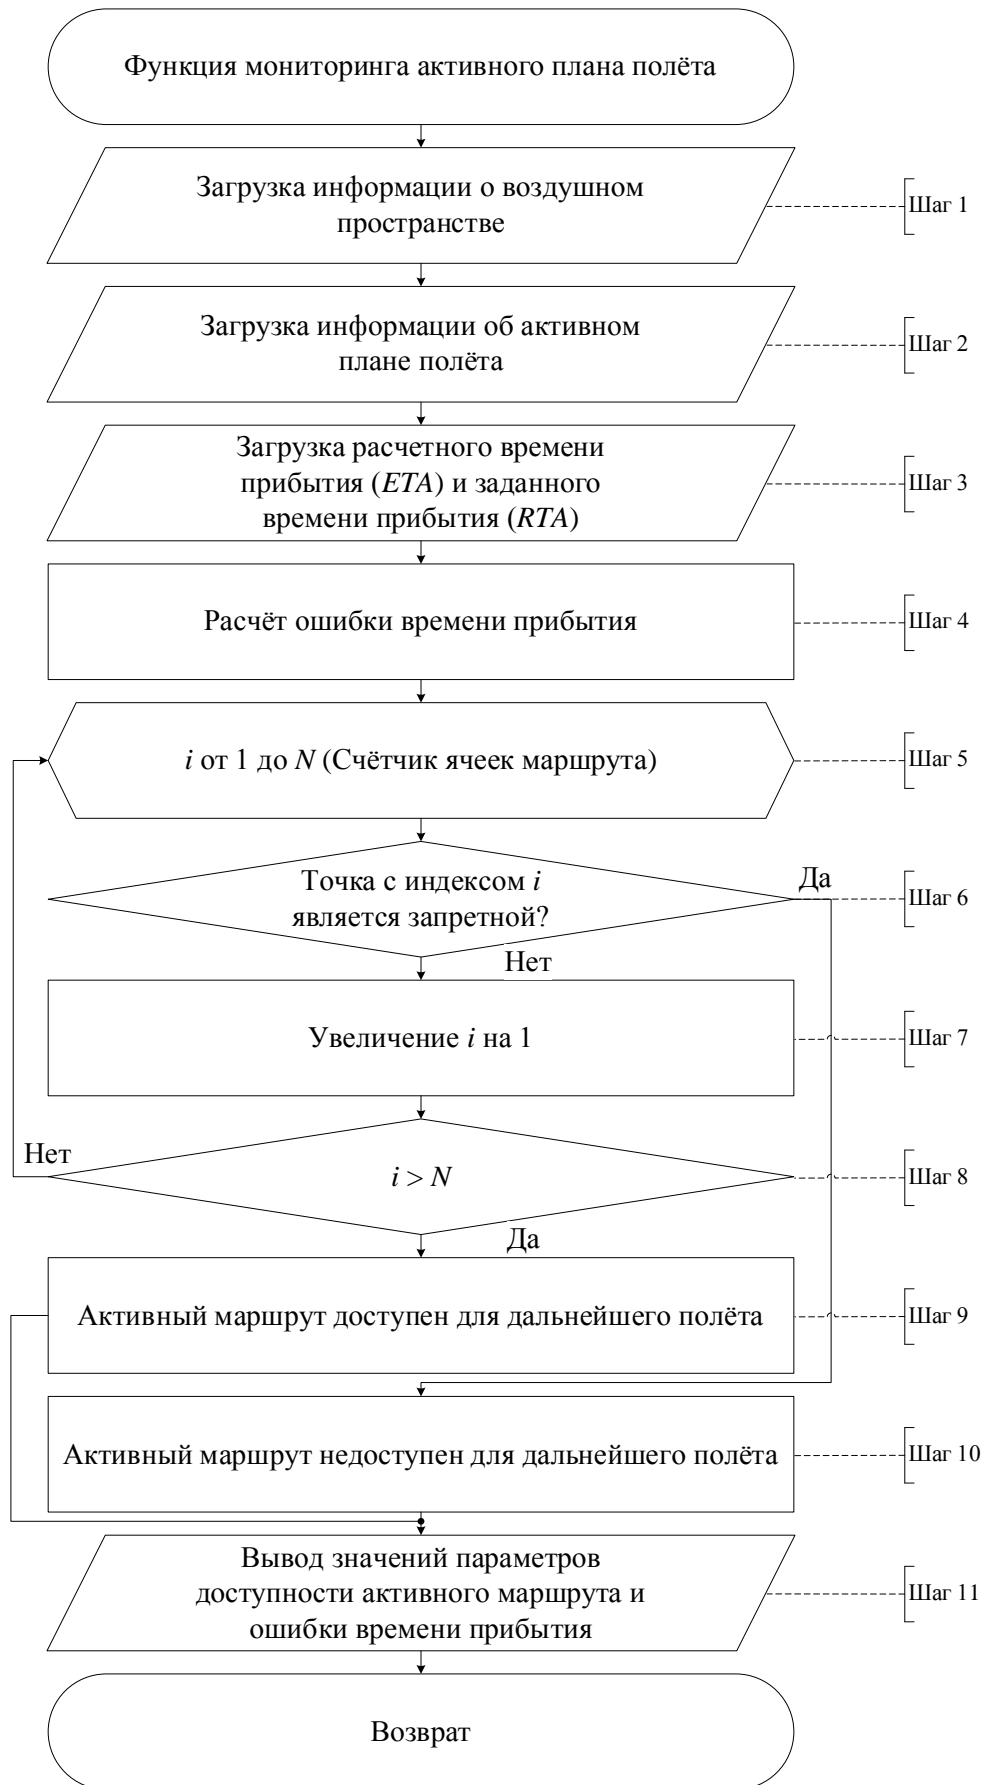 Функция мониторинга активного плана полёта
Загрузка информации о воздушном
пространстве
Шаг 1
Загрузка информации об активном
плане полёта
Шаг 2
Загрузка расчетного времени
прибытия (ETA) и заданного
времени прибытия (RTA)
Шаг 3
Расчёт ошибки времени прибытия
Шаг 4
i от 1 до N (Счётчик ячеек маршрута)
Шаг 5
Точка с индексом i
является запретной?
Да
Шаг 6
Нет
Увеличение i на 1
Шаг 7
Нет
i > N
Шаг 8
Да
Активный маршрут доступен для дальнейшего полёта
Шаг 9
Активный маршрут недоступен для дальнейшего полёта
Шаг 10
Вывод значений параметров
доступности активного маршрута и
ошибки времени прибытия
Шаг 11
Возврат